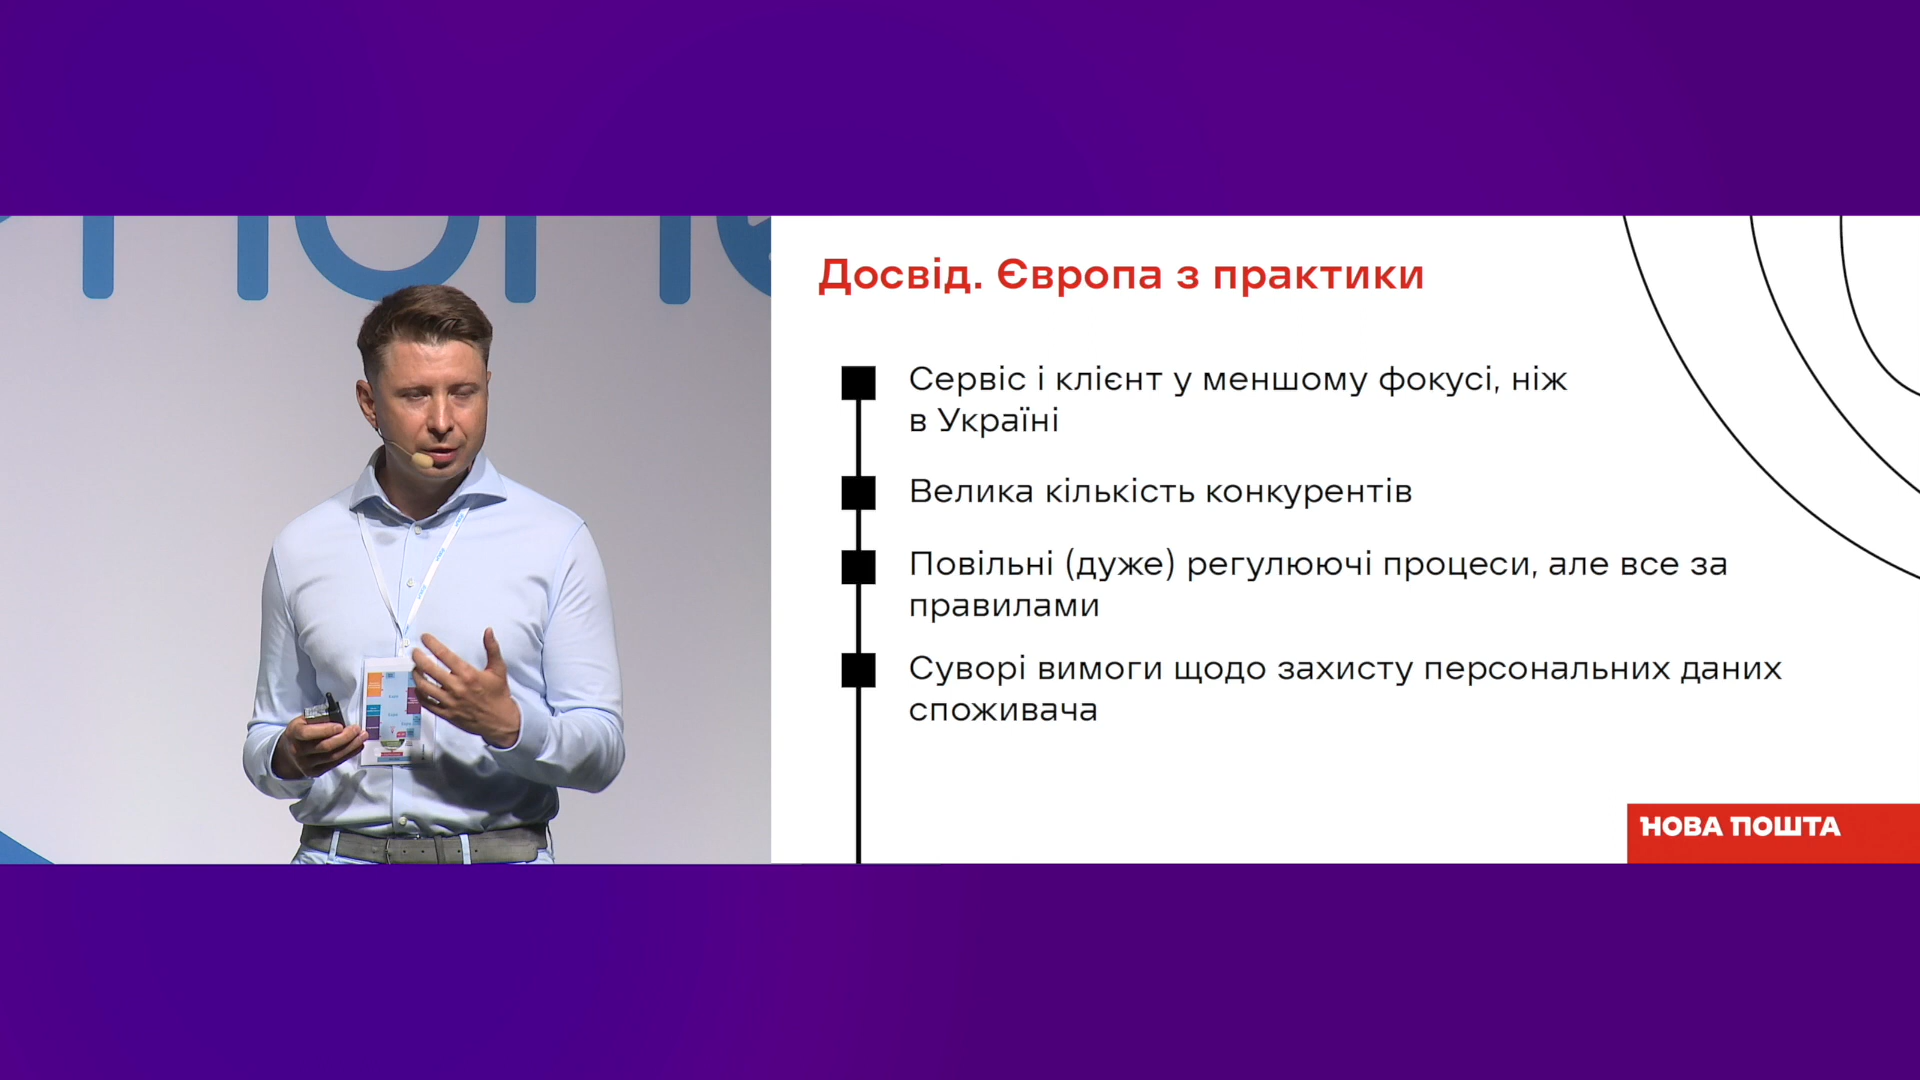 Досвід. Європа з практики
Сервіс і клієнт у меншому фокусі, ніж
в Україні
Велика кількість конкурентів
Повільні (дуже) регулюючі процеси, але все за
правилами
Суворі вимоги щодо захисту персональних даних
споживача
НОВА ПОШТА